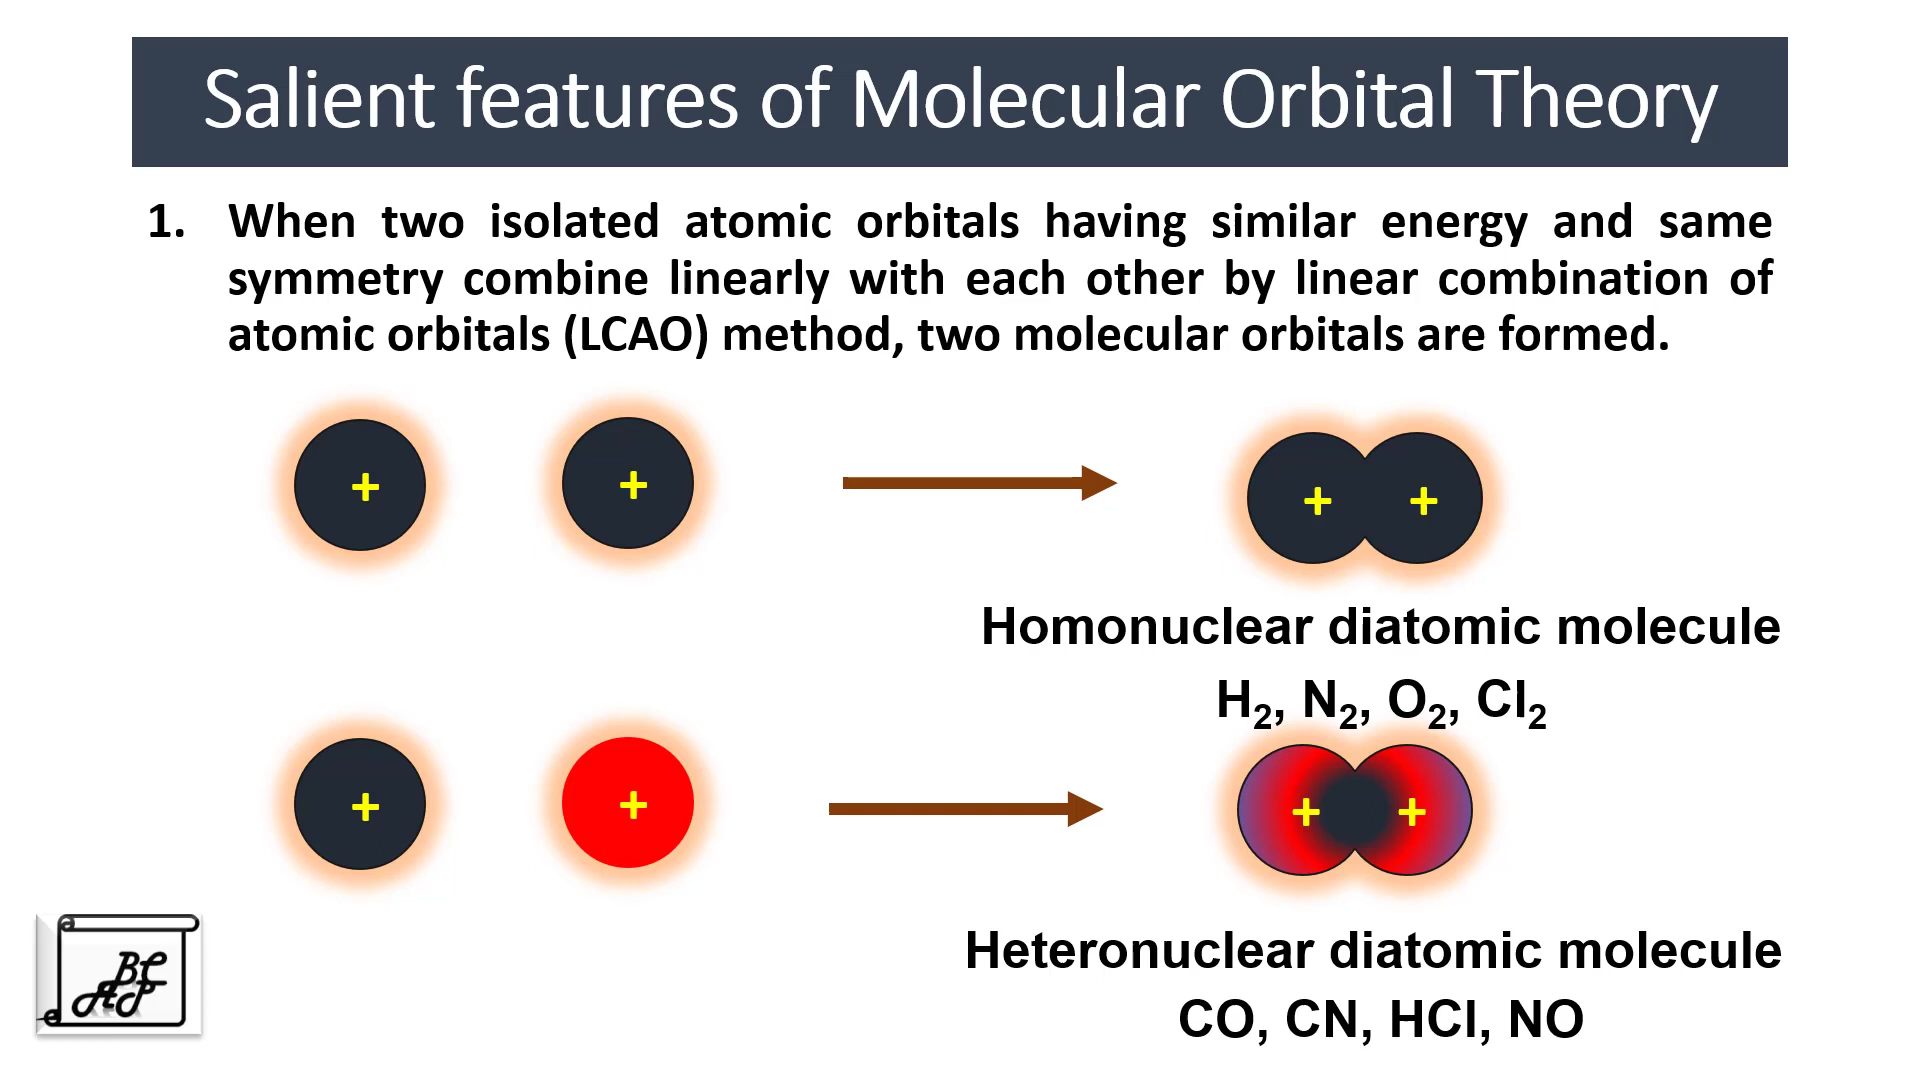 Salient features of Molecular Orbital Theory
1. When two isolated atomic orbitals having similar energy and same
symmetry combine linearly with each other by linear combination of
atomic orbitals (LCAO) method, two molecular orbitals are formed.
+ + + +
Homonuclear diatomic molecule
H₂, N₂, O₂, Cl₂
+ + + +
Heteronuclear diatomic molecule
CO, CN, HCl, NO